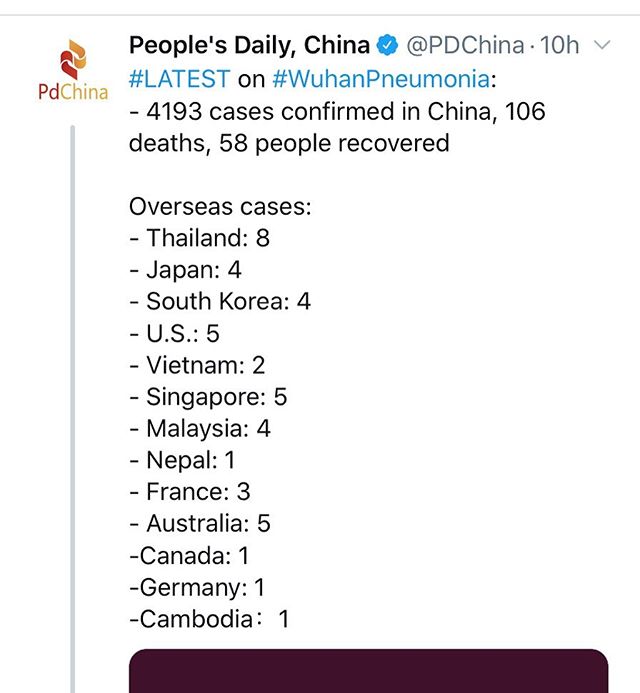 People's Daily, China @PDChina · 10h
PdChina
#LATEST on #WuhanPneumonia:
- 4193 cases confirmed in China, 106
deaths, 58 people recovered
Overseas cases:
- Thailand: 8
- Japan: 4
- South Korea: 4
- U.S.: 5
- Vietnam: 2
- Singapore: 5
- Malaysia: 4
- Nepal: 1
- France: 3
- Australia: 5
-Canada: 1
-Germany: 1
-Cambodia： 1